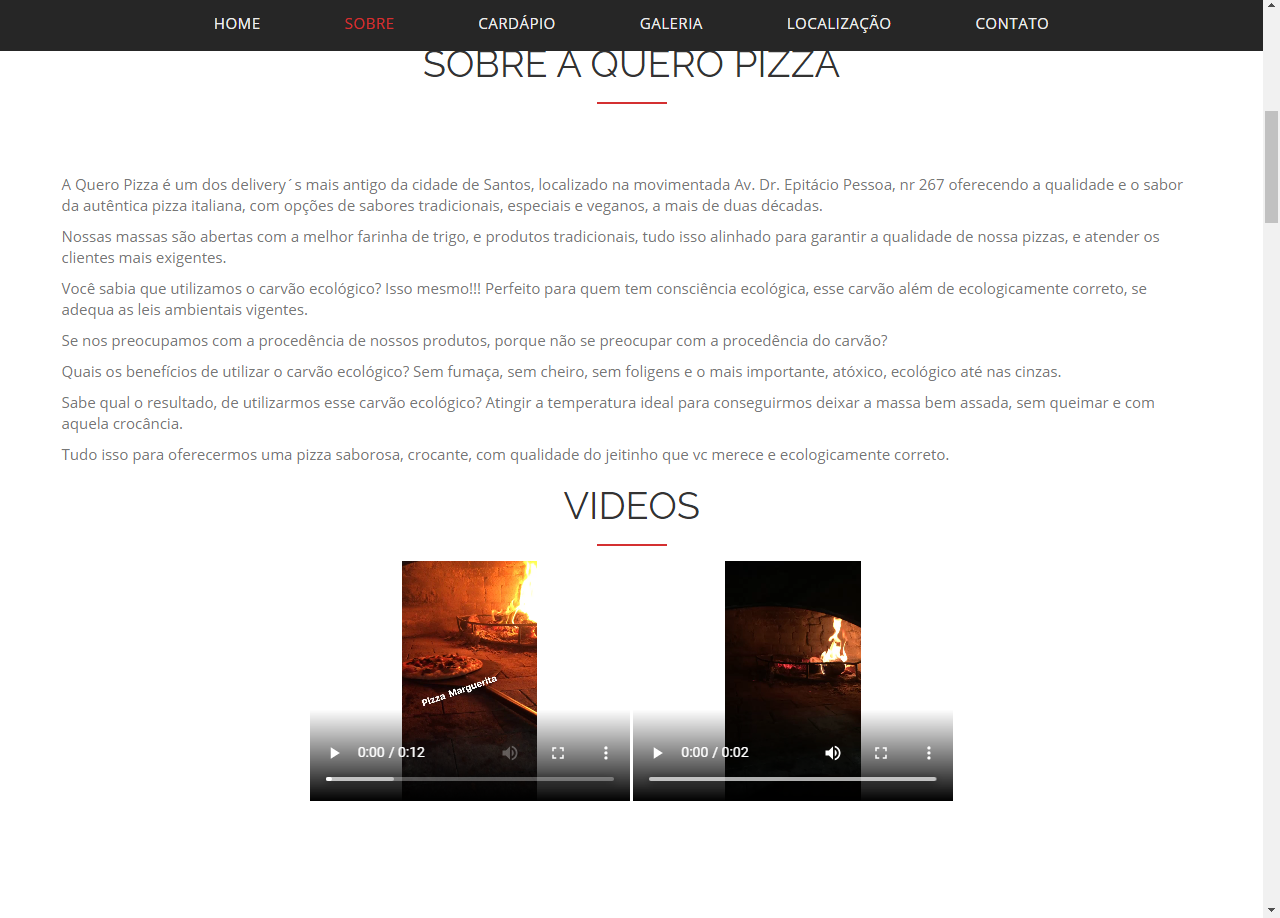 HOME SOBRE CARDÁPIO GALERIA LOCALIZAÇÃO CONTATO
SOBRE A QUERO PIZZA
A Quero Pizza é um dos delivery´s mais antigo da cidade de Santos, localizado na movimentada Av. Dr. Epitácio Pessoa, nr 267 oferecendo a qualidade e o sabor
da autêntica pizza italiana, com opções de sabores tradicionais, especiais e veganos, a mais de duas décadas.
Nossas massas são abertas com a melhor farinha de trigo, e produtos tradicionais, tudo isso alinhado para garantir a qualidade de nossa pizzas, e atender os
clientes mais exigentes.
Você sabia que utilizamos o carvão ecológico? Isso mesmo!!! Perfeito para quem tem consciência ecológica, esse carvão além de ecologicamente correto, se
adequa as leis ambientais vigentes.
Se nos preocupamos com a procedência de nossos produtos, porque não se preocupar com a procedência do carvão?
Quais os benefícios de utilizar o carvão ecológico? Sem fumaça, sem cheiro, sem foligens e o mais importante, atóxico, ecológico até nas cinzas.
Sabe qual o resultado, de utilizarmos esse carvão ecológico? Atingir a temperatura ideal para conseguirmos deixar a massa bem assada, sem queimar e com
aquela crocância.
Tudo isso para oferecermos uma pizza saborosa, crocante, com qualidade do jeitinho que vc merece e ecologicamente correto.
VIDEOS
Pizza Marguerita
0:00 / 0:12
0:00 / 0:02